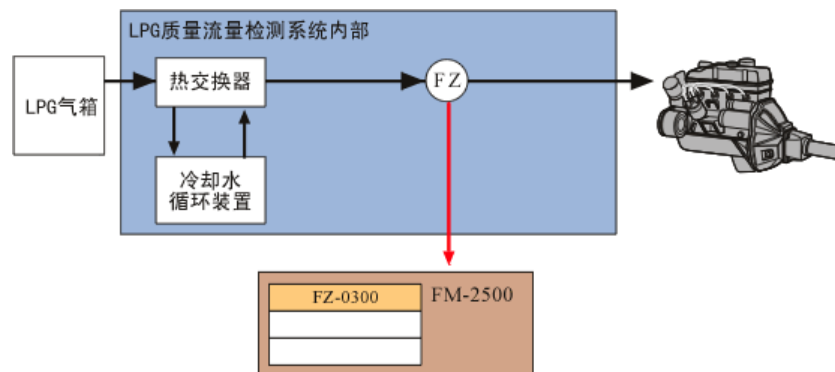 LPG质量流量检测系统内部
LPG气箱
热交换器
FZ
冷却水
循环装置
FZ-0300
FM-2500